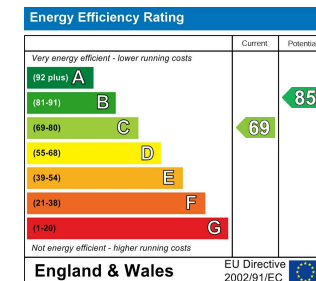 Energy Efficiency Rating
Current Potentia
Very energy efficient - lower running costs
(92 plus) A
(81-91) B
85
(69-80) C
69
(55-68) D
(39-54) E
(21-38) F
(1-20) G
Not energy efficient - higher running costs
England & Wales
EU Directive
2002/91/EC